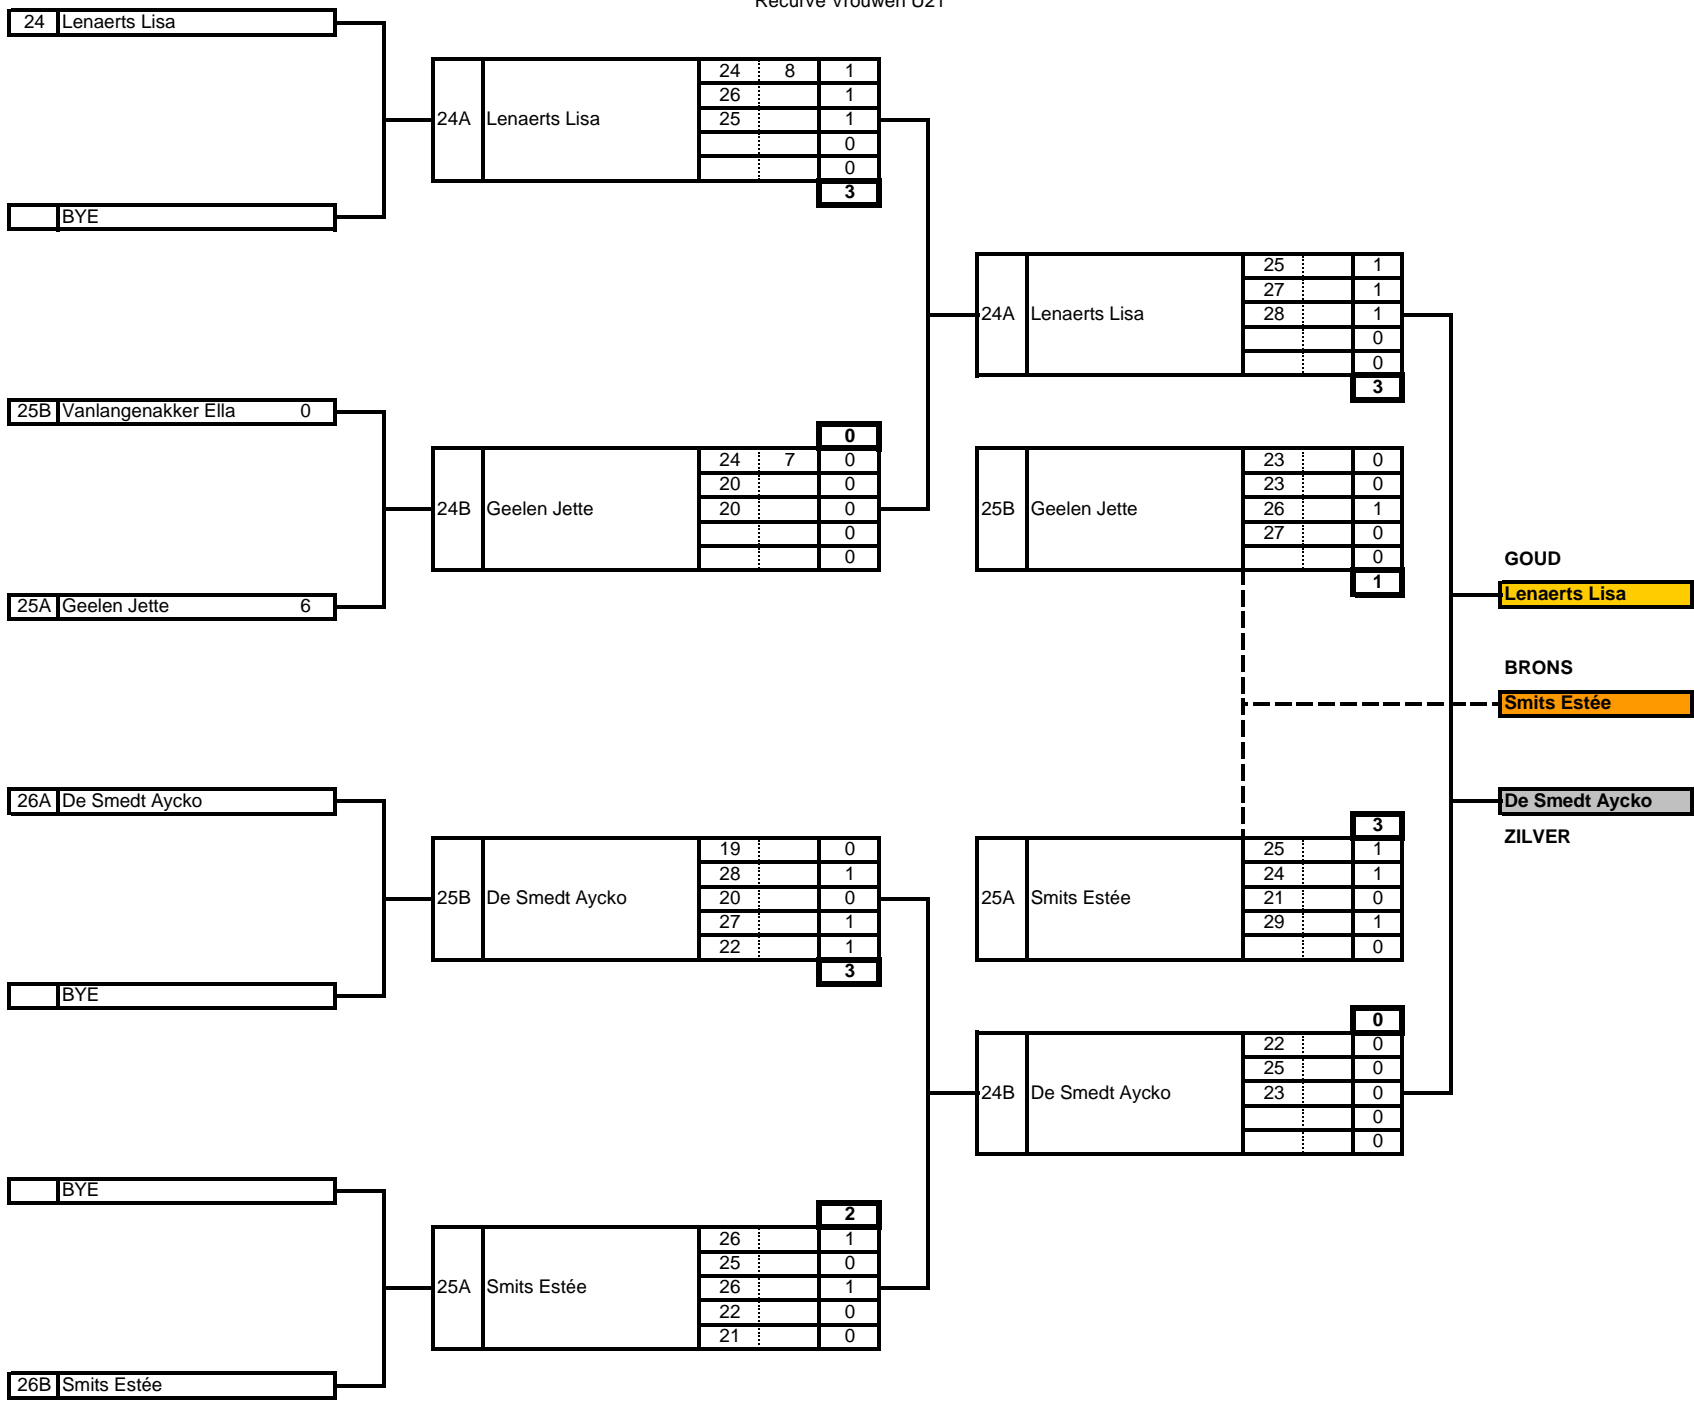 Recurve Vrouwen U21
24 Lenaerts Lisa
BYE
25B Vanlangenakker Ella 0
25A Geelen Jette 6
26A De Smedt Aycko
BYE
BYE
26B Smits Estée
24A Lenaerts Lisa
24 8 1
26 1
25 1
0
0
3
0
24B Geelen Jette
24 7 0
20 0
20 0
0
0
25B De Smedt Aycko
19 0
28 1
20 0
27 1
22 1
3
2
25A Smits Estée
26 1
25 0
26 1
22 0
21 0
24A Lenaerts Lisa
25 1
27 1
28 1
0
0
3
25B Geelen Jette
23 0
23 0
26 1
27 0
0
1
3
25A Smits Estée
25 1
24 1
21 0
29 1
0
0
24B De Smedt Aycko
22 0
25 0
23 0
0
0
GOUD
Lenaerts Lisa
BRONS
Smits Estée
De Smedt Aycko
ZILVER